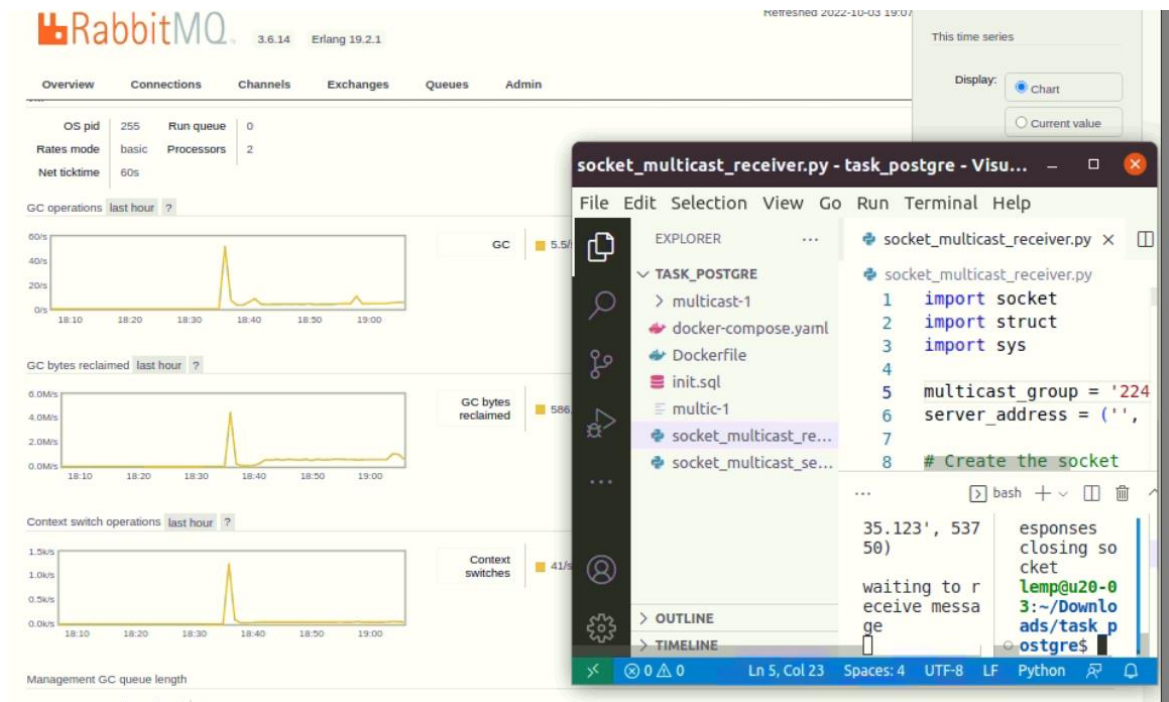 RabbitMQ 3.6.14 Erlang 19.2.1
Refreshed 2022-10-03 19:07
Overview Connections Channels Exchanges Queues Admin
OS pid 255 Run queue 0
Rates mode basic Processors 2
Net ticktime 60s
GC operations last hour ?
60/s
40/s
20/s
0/s
18:10 18:20 18:30 18:40 18:50 19:00
GC 5.5/s
GC bytes reclaimed last hour ?
6.0M/s
4.0M/s
2.0M/s
0.0M/s
18:10 18:20 18:30 18:40 18:50 19:00
GC bytes
reclaimed 586.
Context switch operations last hour ?
1.5k/s
1.0k/s
0.5k/s
0.0k/s
18:10 18:20 18:30 18:40 18:50 19:00
Context
switches 41/s
Management GC queue length
This time series
Display: Chart
Current value
socket_multicast_receiver.py - task_postgre - Visu...
File Edit Selection View Go Run Terminal Help
EXPLORER ...
TASK_POSTGRE
multicast-1
docker-compose.yaml
Dockerfile
init.sql
multic-1
socket_multicast_re...
socket_multicast_se...
OUTLINE
TIMELINE
socket_multicast_receiver.py
socket_multicast_receiver.py
1 import socket
2 import struct
3 import sys
4
5 multicast_group = '224
6 server_address = ('',
7
8 # Create the socket
... bash
35.123', 537
50)
waiting to r
eceive messa
ge
esponses
closing so
cket
lemp@u20-0
3:~/Downlo
ads/task_p
ostgre$
0 0 Ln 5, Col 23 Spaces: 4 UTF-8 LF Python